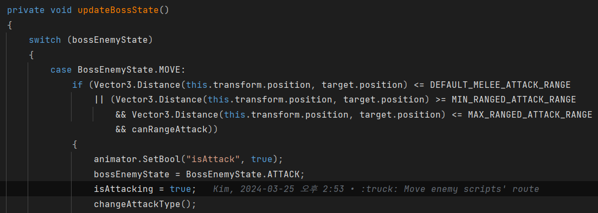 private void updateBossState()
{
    switch (bossEnemyState)
    {
        case BossEnemyState.MOVE:
            if (Vector3.Distance(this.transform.position, target.position) <= DEFAULT_MELEE_ATTACK_RANGE
                || (Vector3.Distance(this.transform.position, target.position) >= MIN_RANGED_ATTACK_RANGE
                    && Vector3.Distance(this.transform.position, target.position) <= MAX_RANGED_ATTACK_RANGE
                    && canRangeAttack))
            {
                animator.SetBool("isAttack", true);
                bossEnemyState = BossEnemyState.ATTACK;
                isAttacking = true;   Kim, 2024-03-25 오후 2:53 • :truck: Move enemy scripts' route
                changeAttackType();